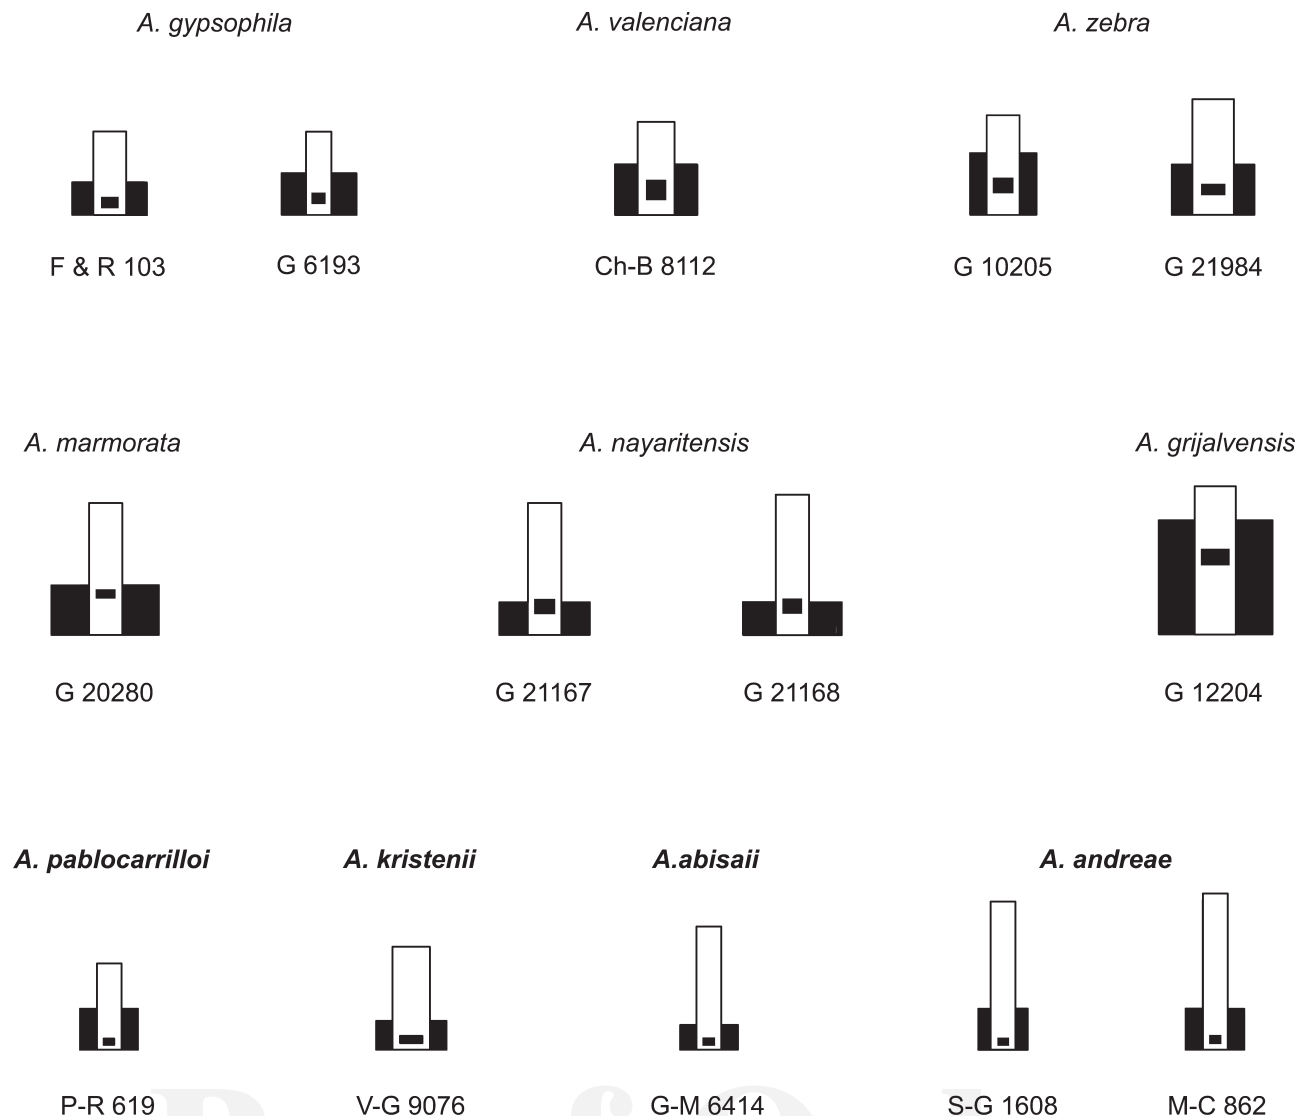 A. gypsophila A. valenciana A. zebra
F & R 103 G 6193 Ch-B 8112 G 10205 G 21984
A. marmorata A. nayaritensis A. grijalvensis
G 20280 G 21167 G 21168 G 12204
A. pablocarrilloi A. kristenii A.abisaii A. andreae
P-R 619 V-G 9076 G-M 6414 S-G 1608 M-C 862